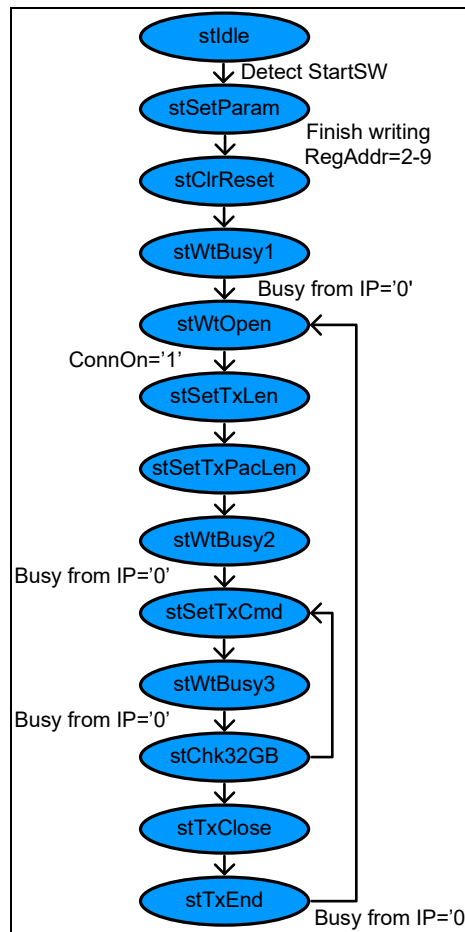 stIdle
Detect StartSW
stSetParam
Finish writing
RegAddr=2-9
stClrReset
stWtBusy1
Busy from IP='0'
stWtOpen
ConnOn='1'
stSetTxLen
stSetTxPacLen
stWtBusy2
Busy from IP='0'
stSetTxCmd
stWtBusy3
Busy from IP='0'
stChk32GB
stTxClose
stTxEnd
Busy from IP='0